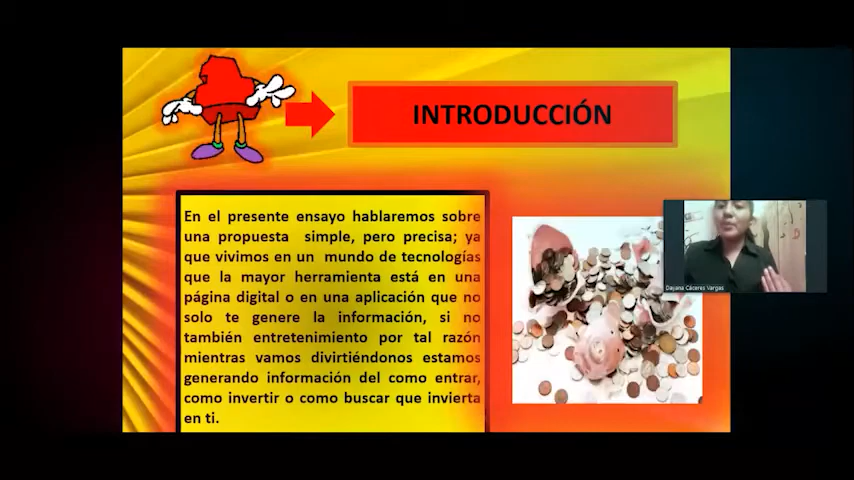 INTRODUCCIÓN
En el presente ensayo hablaremos sobre
una propuesta simple, pero precisa; ya
que vivimos en un mundo de tecnologías
que la mayor herramienta está en una
página digital o en una aplicación que no
solo te genere la información, si no
también entretenimiento por tal razón
mientras vamos divirtiéndonos estamos
generando información del como entrar,
como invertir o como buscar que invierta
en ti.
Dayana Cáceres Vargas